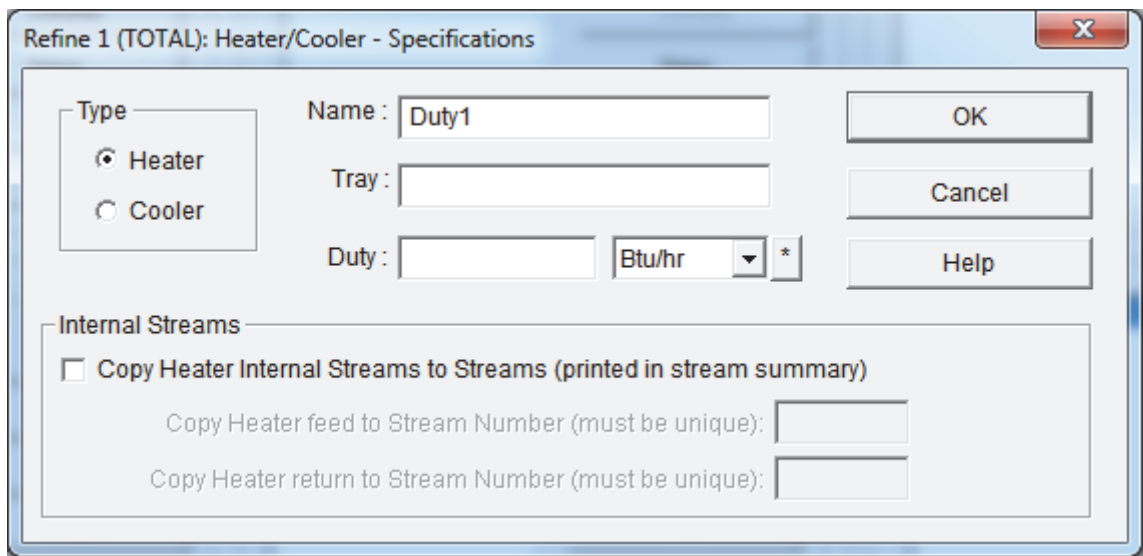 Refine 1 (TOTAL): Heater/Cooler - Specifications
x
Type
Heater
Cooler
Name : Duty1
Tray :
Duty : Btu/hr *
OK
Cancel
Help
Internal Streams
Copy Heater Internal Streams to Streams (printed in stream summary)
Copy Heater feed to Stream Number (must be unique):
Copy Heater return to Stream Number (must be unique):